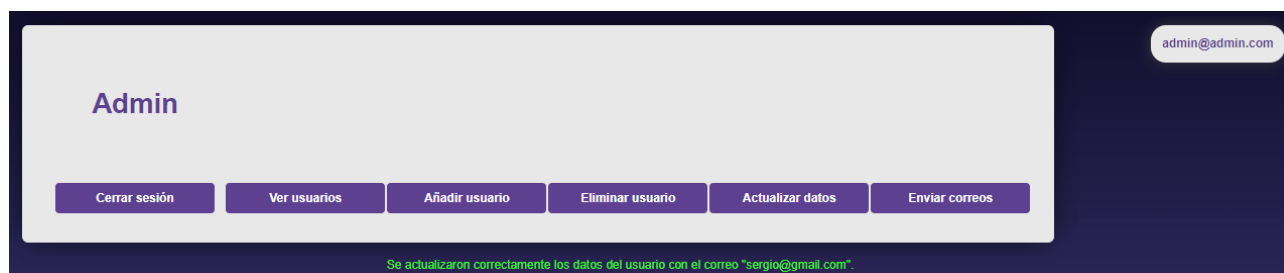 admin@admin.com
Admin
Cerrar sesión
Ver usuarios
Añadir usuario
Eliminar usuario
Actualizar datos
Enviar correos
Se actualizaron correctamente los datos del usuario con el correo "sergio@gmail.com".